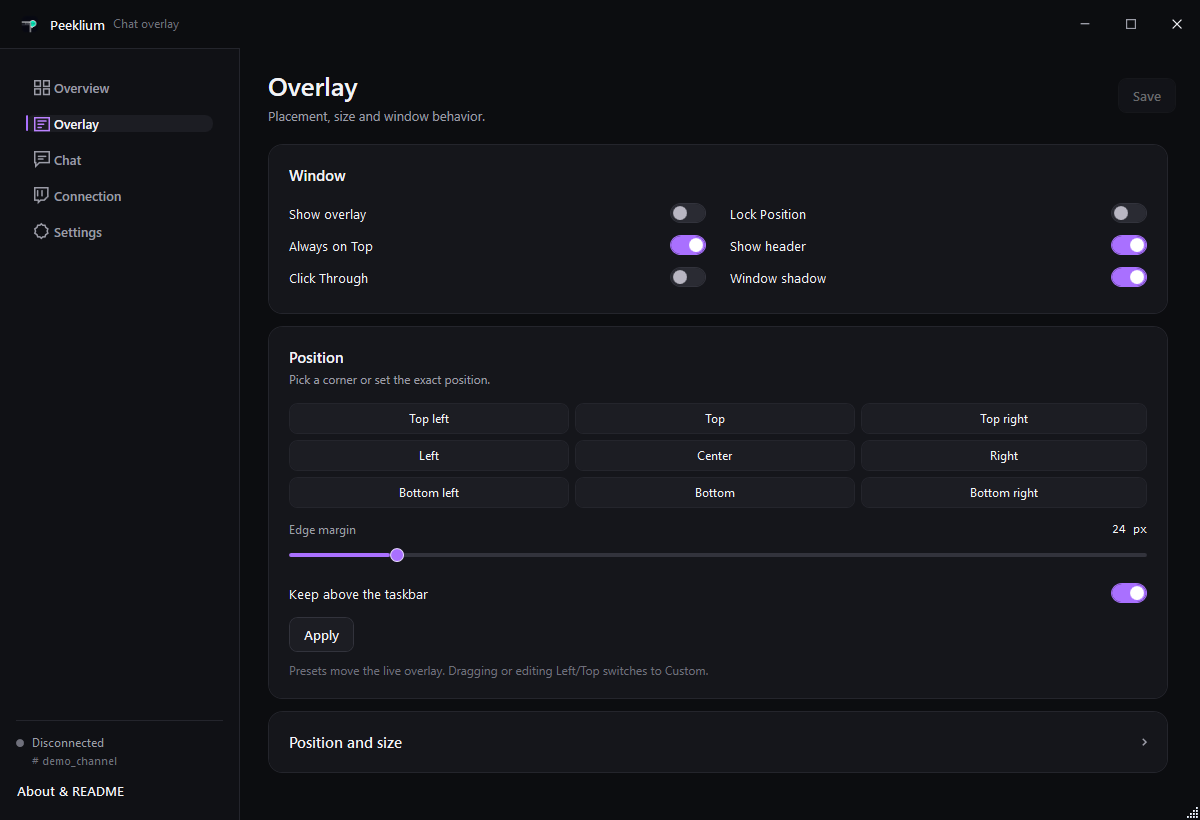 Peeklium Chat overlay
Overview
Overlay
Chat
Connection
Settings
Disconnected
# demo_channel
About & README
Overlay
Placement, size and window behavior.
Save
Window
Show overlay
Lock Position
Always on Top
Show header
Click Through
Window shadow
Position
Pick a corner or set the exact position.
Top left
Top
Top right
Left
Center
Right
Bottom left
Bottom
Bottom right
Edge margin
24 px
Keep above the taskbar
Apply
Presets move the live overlay. Dragging or editing Left/Top switches to Custom.
Position and size